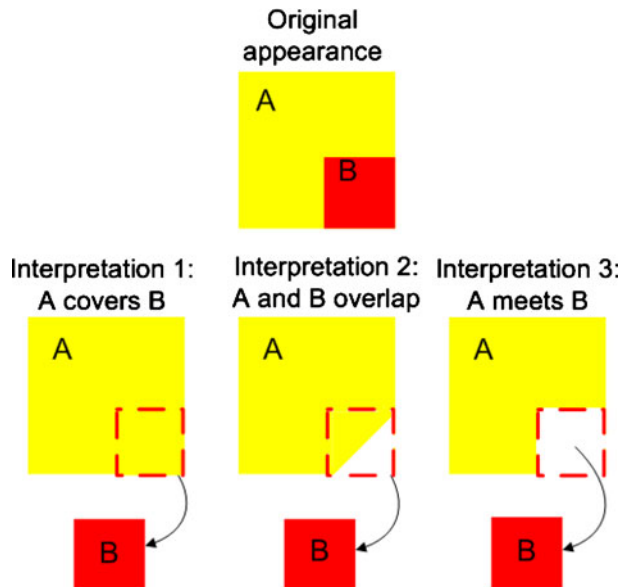 Original
appearance
A
B
Interpretation 1:
A covers B
Interpretation 2:
A and B overlap
Interpretation 3:
A meets B
A
A
A
B
B
B